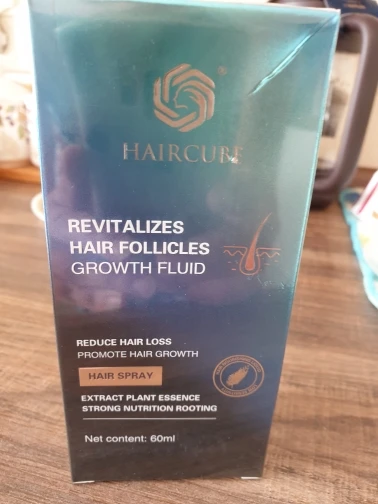 HAIRCUBE
REVITALIZES
HAIR FOLLICLES
GROWTH FLUID
REDUCE HAIR LOSS
PROMOTE HAIR GROWTH
HAIR SPRAY
EXTRACT PLANT ESSENCE
STRONG NUTRITION ROOTING
Net content: 60ml